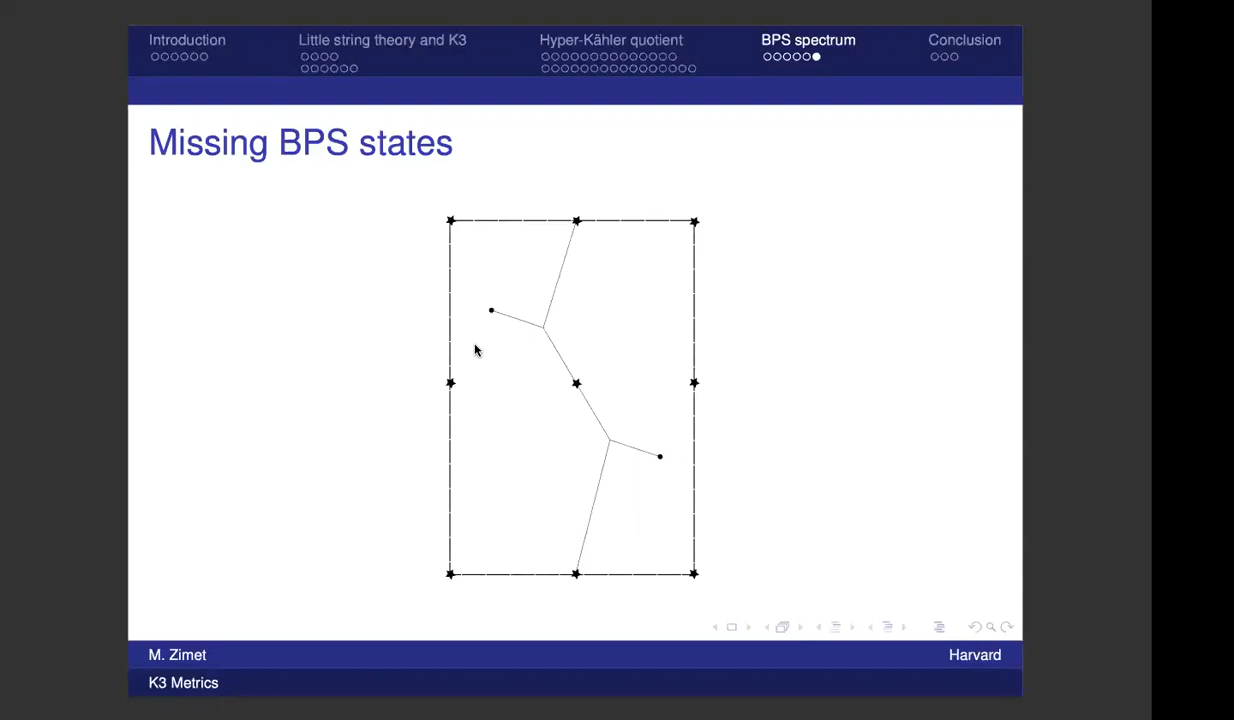 Introduction
Little string theory and K3
Hyper-Kähler quotient
BPS spectrum
Conclusion
Missing BPS states
M. Zimet
Harvard
K3 Metrics